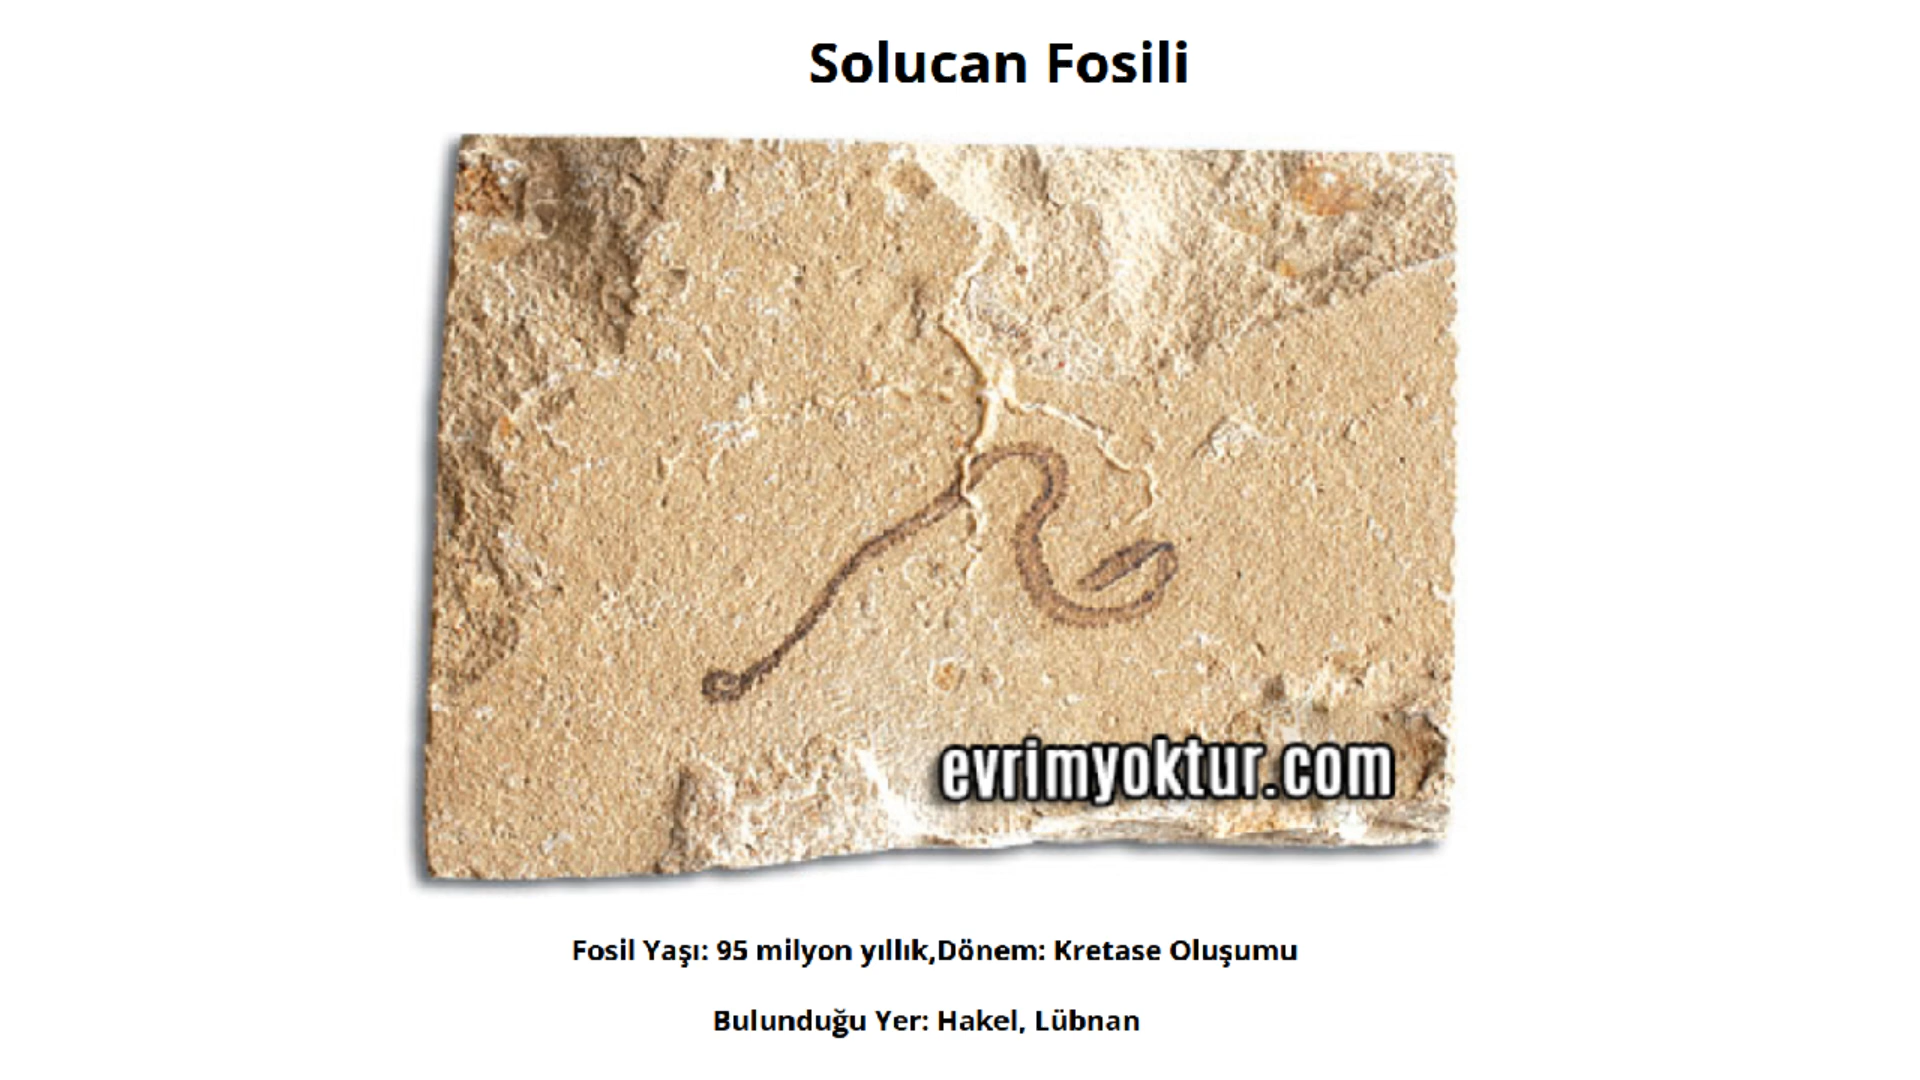 Solucan Fosili
evrimyoktur.com
Fosil Yaşı: 95 milyon yıllık,Dönem: Kretase Oluşumu
Bulunduğu Yer: Hakel, Lübnan